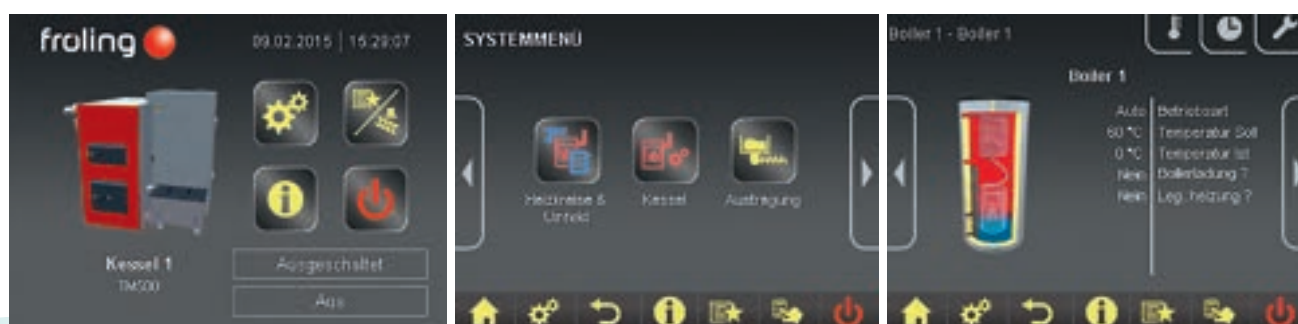 froling
09.02.2015 | 15:29:07
Kessel 1
TM500
Ausgeschaltet
Aus
SYSTEMMENÜ
Heizkreise &
Umfeld
Kessel
Austragung
Boiler 1 - Boiler 1
Boiler 1
Auto Betriebsart
60 °C Temperatur Soll
0 °C Temperatur Ist
Nein Boilerladung ?
Nein Leg. heizung ?